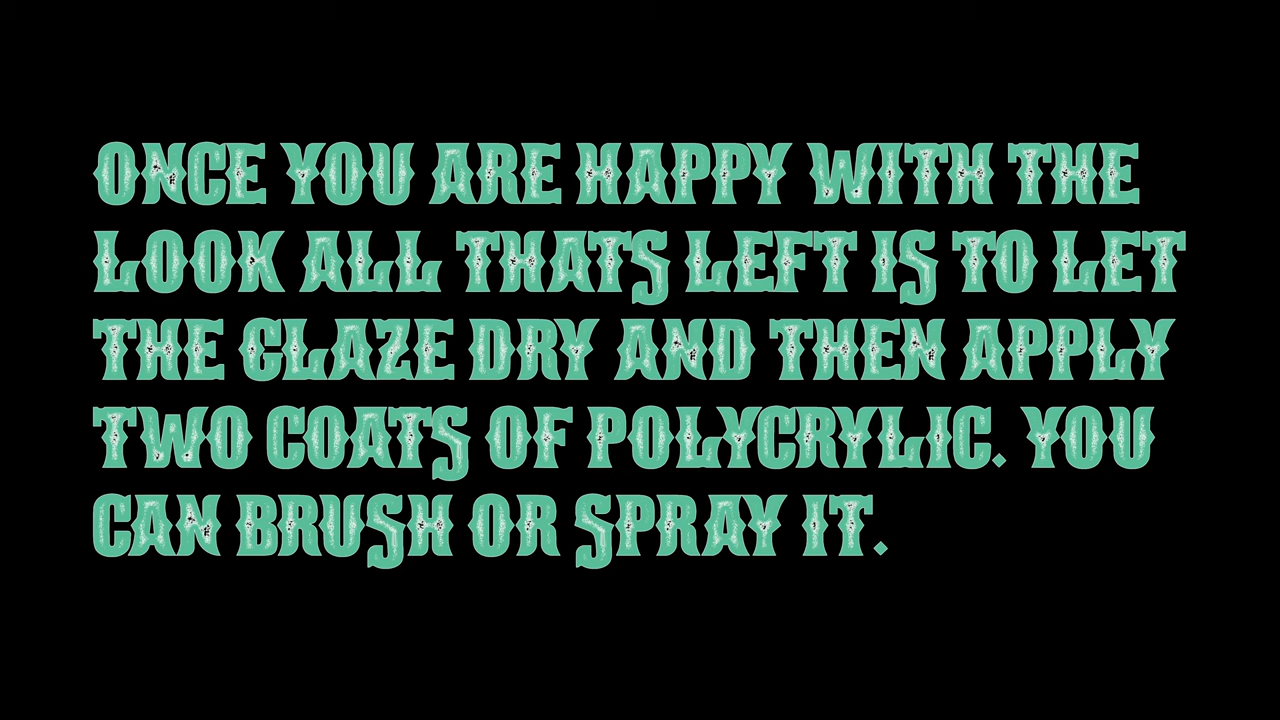 ONCE YOU ARE HAPPY WITH THE
LOOK ALL THATS LEFT IS TO LET
THE GLAZE DRY AND THEN APPLY
TWO COATS OF POLYCRYLIC. YOU
CAN BRUSH OR SPRAY IT.